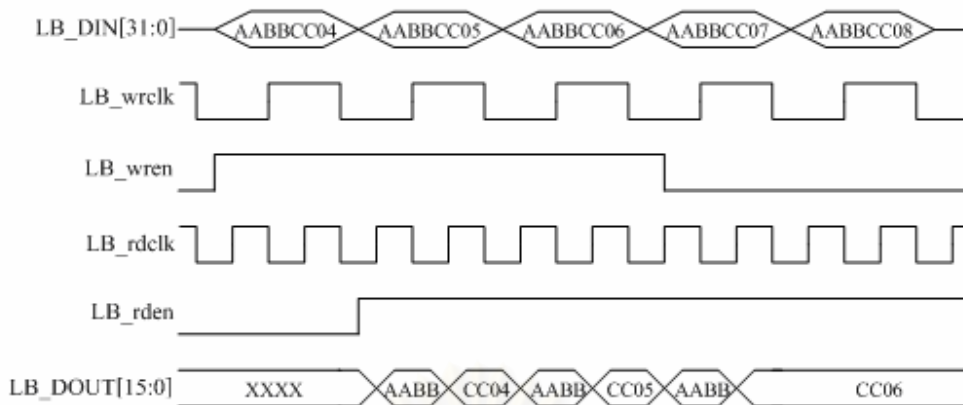 LB_DIN[31:0] AABBCC04 AABBCC05 AABBCC06 AABBCC07 AABBCC08
LB_wrclk
LB_wren
LB_rdclk
LB_rden
LB_DOUT[15:0] XXXX AABB CC04 AABB CC05 AABB CC06